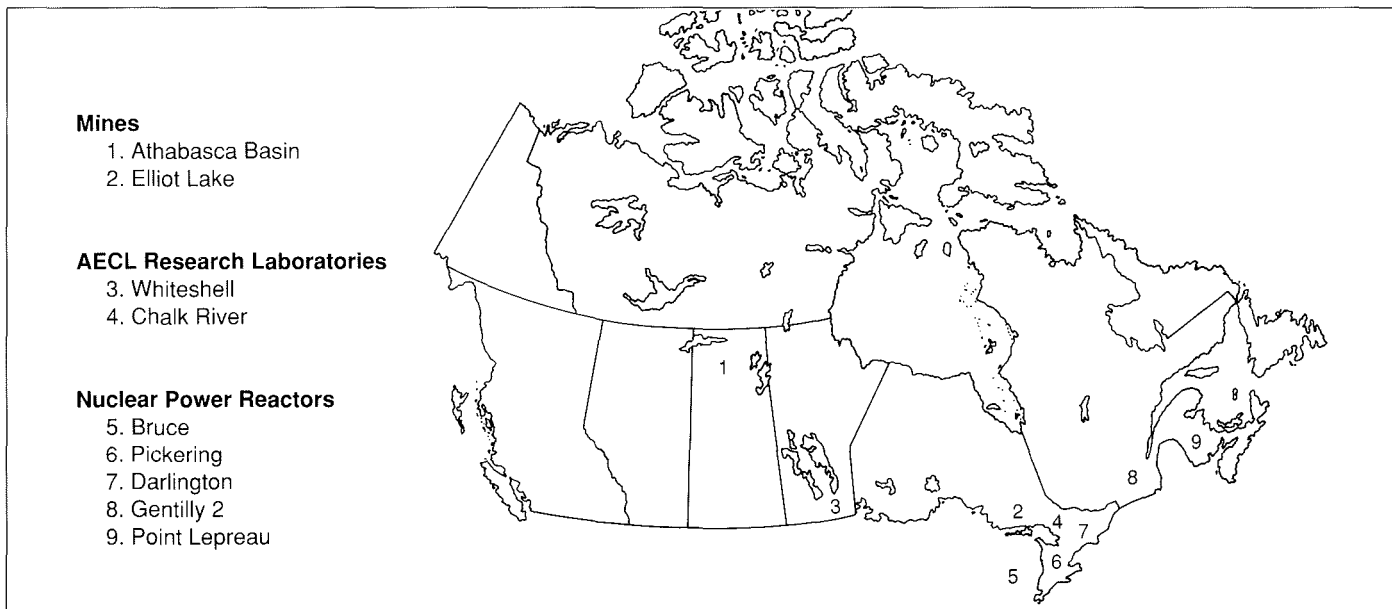 Mines
1. Athabasca Basin
2. Elliot Lake
AECL Research Laboratories
3. Whiteshell
4. Chalk River
Nuclear Power Reactors
5. Bruce
6. Pickering
7. Darlington
8. Gentilly 2
9. Point Lepreau
1
9
8
3
2
4
7
6
5